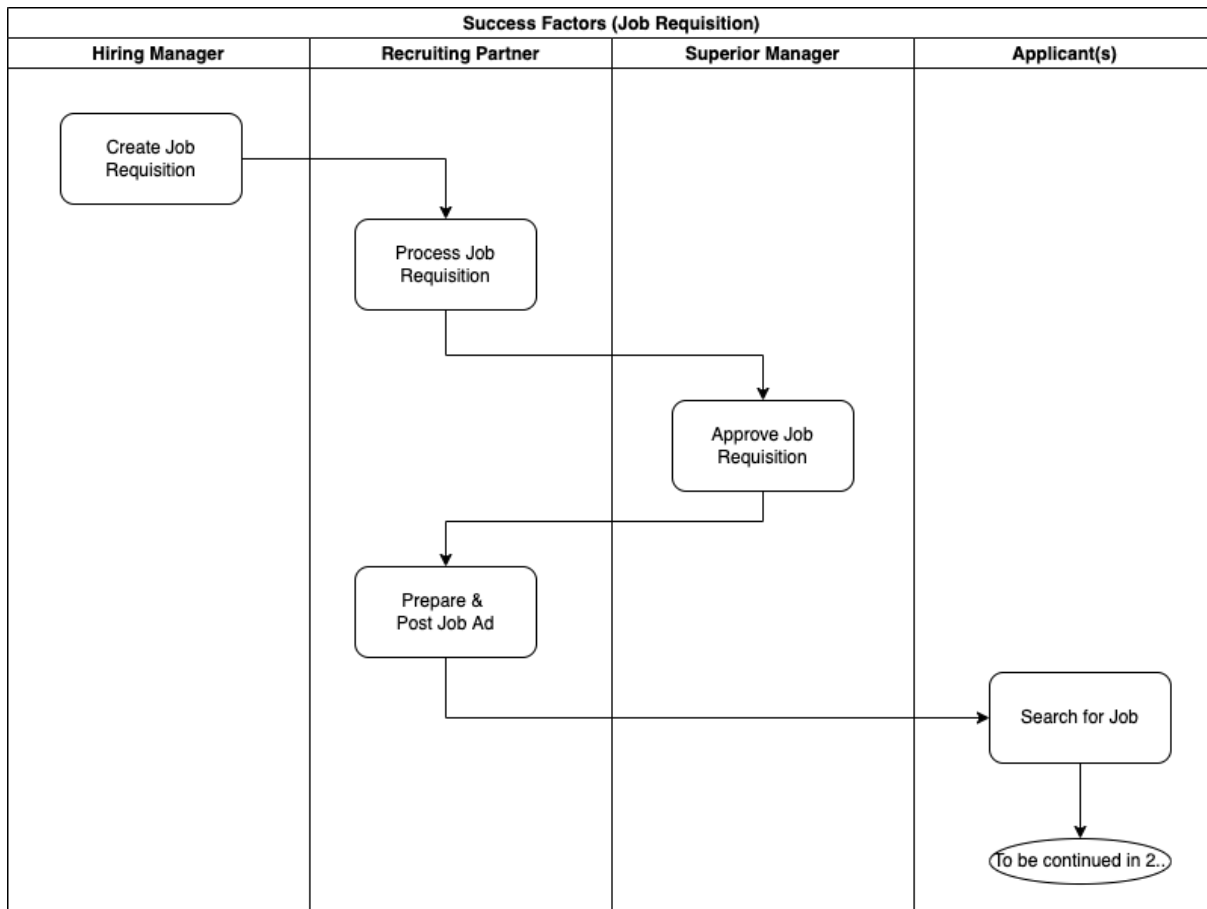 Success Factors (Job Requisition)
Hiring Manager
Recruiting Partner
Superior Manager
Applicant(s)
Create Job
Requisition
Process Job
Requisition
Approve Job
Requisition
Prepare &
Post Job Ad
Search for Job
To be continued in 2..